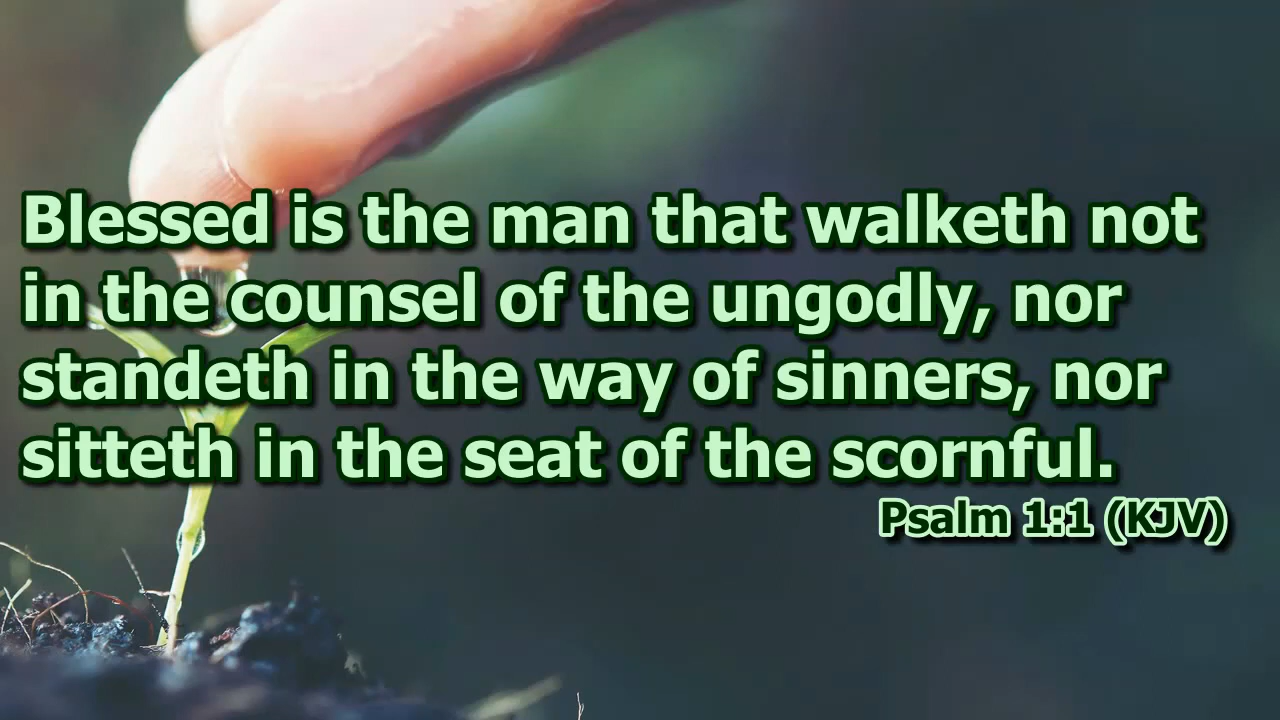 Blessed is the man that walketh not
in the counsel of the ungodly, nor
standeth in the way of sinners, nor
sitteth in the seat of the scornful.
Psalm 1:1 (KJV)